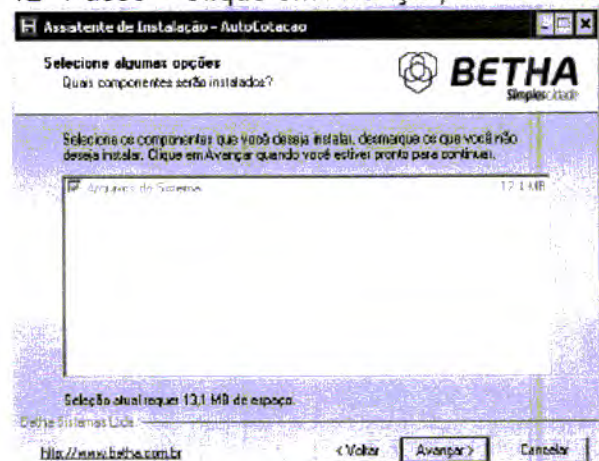 Assistente de Instalação - AutoCotacao
Selecione algumas opções
Quais componentes serão instalados?
BETHA
Simplescidade
Selecione os componentes que você deseja instalar, desmarque os que você não
deseja instalar. Clique em Avançar quando você estiver pronto para continuar.
Arquivos do Sistema
MB
Seleção atual requer 13,1 MB de espaço.
Betha Sistemas Ltda.
http://www.betha.com.br
< Voltar
Avançar >
Cancelar